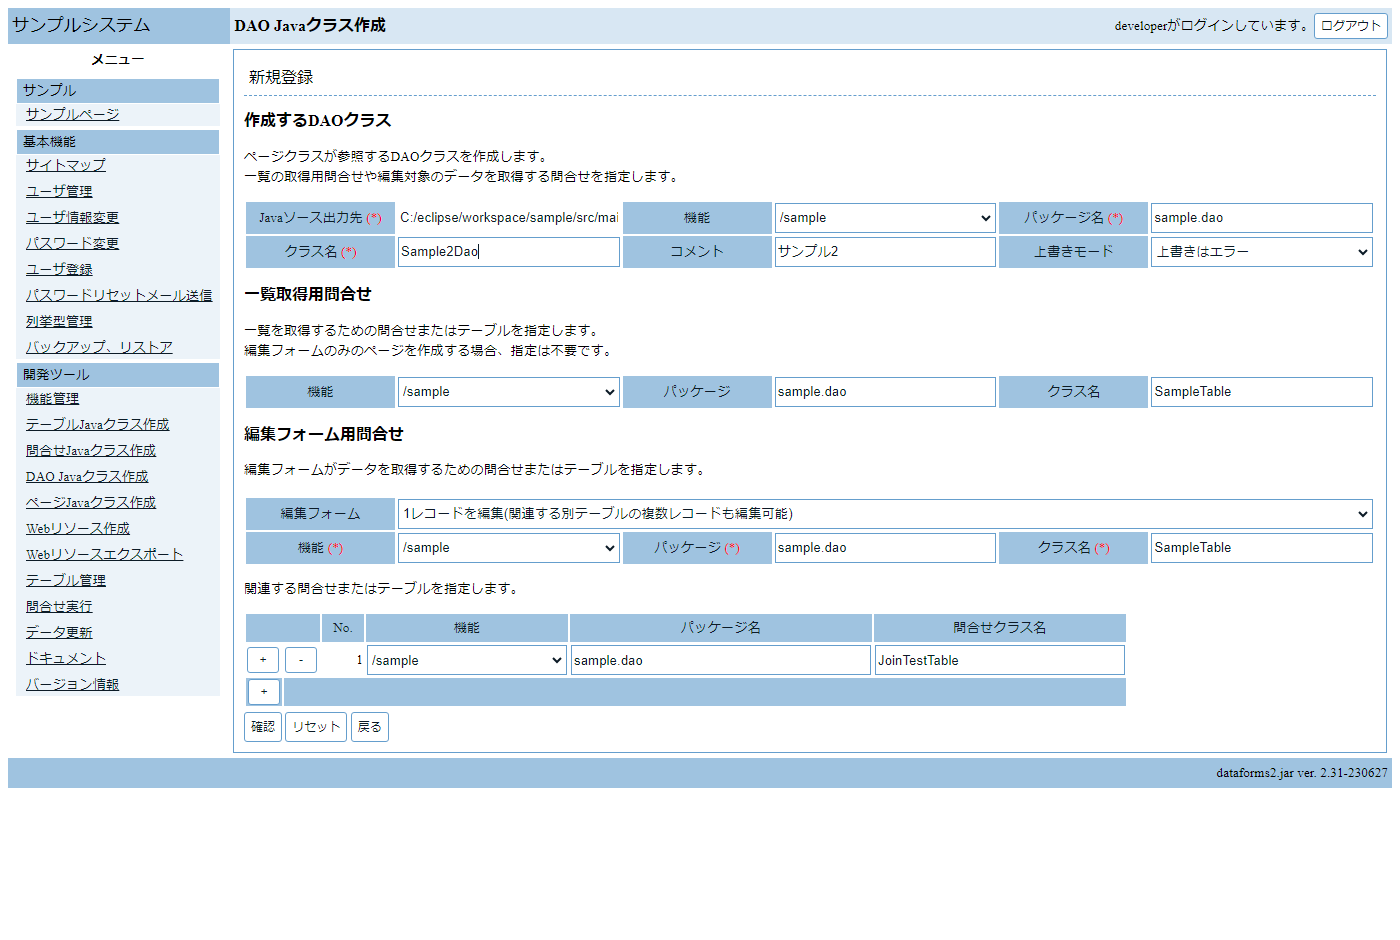 サンプルシステム
DAO Javaクラス作成
developerがログインしています。 ログアウト
メニュー
サンプル
サンプルページ
基本機能
サイトマップ
ユーザ管理
ユーザ情報変更
パスワード変更
ユーザ登録
パスワードリセットメール送信
列挙型管理
バックアップ、リストア
開発ツール
機能管理
テーブルJavaクラス作成
問合せJavaクラス作成
DAO Javaクラス作成
ページJavaクラス作成
Webリソース作成
Webリソースエクスポート
テーブル管理
問合せ実行
データ更新
ドキュメント
バージョン情報
新規登録
作成するDAOクラス
ページクラスが参照するDAOクラスを作成します。
一覧の取得用問合せや編集対象のデータを取得する問合せを指定します。
Javaソース出力先 (*) C:/eclipse/workspace/sample/src/mai 機能 /sample パッケージ名 (*) sample.dao
クラス名 (*) Sample2Dao コメント サンプル2 上書きモード 上書きはエラー
一覧取得用問合せ
一覧を取得するための問合せまたはテーブルを指定します。
編集フォームのみのページを作成する場合、指定は不要です。
機能 /sample パッケージ sample.dao クラス名 SampleTable
編集フォーム用問合せ
編集フォームがデータを取得するための問合せまたはテーブルを指定します。
編集フォーム 1レコードを編集(関連する別テーブルの複数レコードも編集可能)
機能 (*) /sample パッケージ (*) sample.dao クラス名 (*) SampleTable
関連する問合せまたはテーブルを指定します。
No. 機能 パッケージ名 問合せクラス名
+ - 1 /sample sample.dao JoinTestTable
+
確認 リセット 戻る
dataforms2.jar ver. 2.31-230627